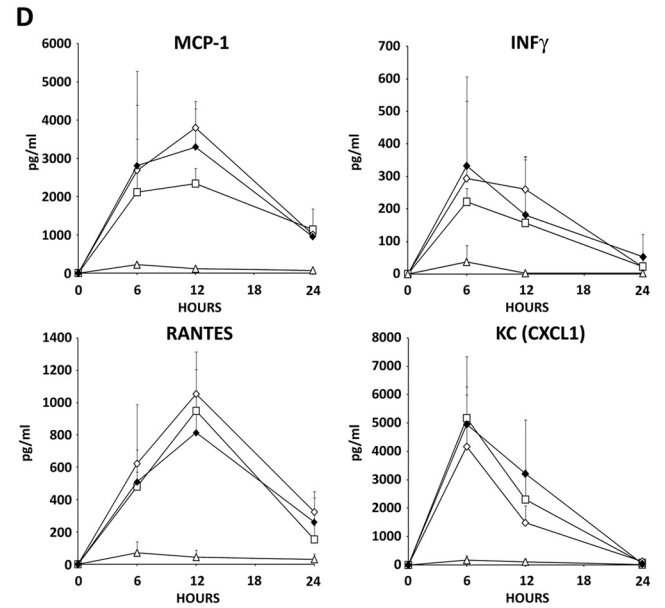 D
MCP-1
6000
5000
4000
3000
2000
1000
0
pg/ml
0 6 12 18 24
HOURS
INFγ
700
600
500
400
300
200
100
0
pg/ml
0 6 12 18 24
HOURS
RANTES
1400
1200
1000
800
600
400
200
0
pg/ml
0 6 12 18 24
HOURS
KC (CXCL1)
8000
7000
6000
5000
4000
3000
2000
1000
0
pg/ml
0 6 12 18 24
HOURS